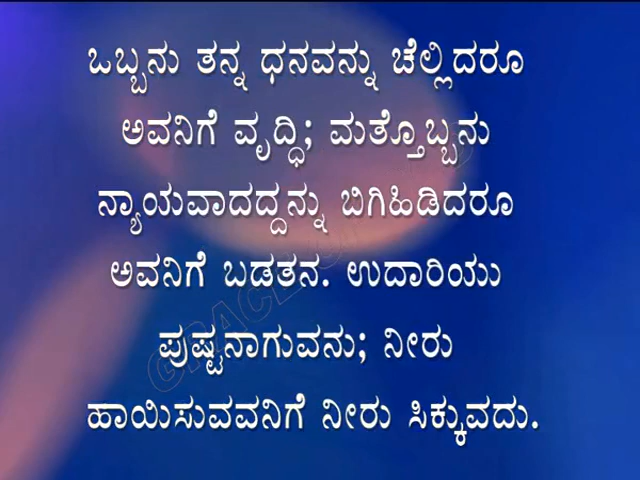 ಒಬ್ಬನು ತನ್ನ ಧನವನ್ನು ಚೆಲ್ಲಿದರೂ
ಅವನಿಗೆ ವೃದ್ಧಿ; ಮತ್ತೊಬ್ಬನು
ನ್ಯಾಯವಾದದ್ದನ್ನು ಬಿಗಿಹಿಡಿದರೂ
ಅವನಿಗೆ ಬಡತನ. ಉದಾರಿಯು
ಪುಷ್ಟನಾಗುವನು; ನೀರು
ಹಾಯಿಸುವವನಿಗೆ ನೀರು ಸಿಕ್ಕುವದು.
GRACE